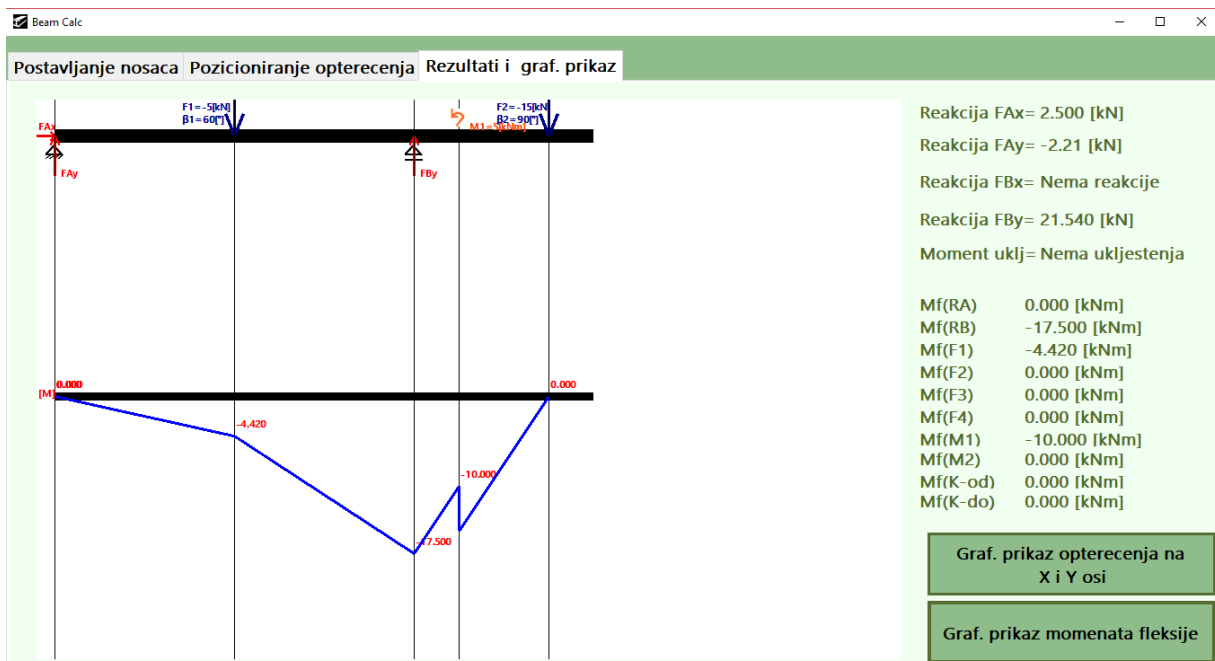 Beam Calc
Postavljanje nosaca Pozicioniranje opterecenja Rezultati i graf. prikaz
F1=-5[kN]
β1=60[°]
F2=-15[kN]
β2=90[°]
M1=5[kNm]
FAx
FAy
FBy
[M]
0.000
0.000
-4.420
-10.000
-17.500
Reakcija FAx= 2.500 [kN]
Reakcija FAy= -2.21 [kN]
Reakcija FBx= Nema reakcije
Reakcija FBy= 21.540 [kN]
Moment uklj= Nema ukljestenja
Mf(RA) 0.000 [kNm]
Mf(RB) -17.500 [kNm]
Mf(F1) -4.420 [kNm]
Mf(F2) 0.000 [kNm]
Mf(F3) 0.000 [kNm]
Mf(F4) 0.000 [kNm]
Mf(M1) -10.000 [kNm]
Mf(M2) 0.000 [kNm]
Mf(K-od) 0.000 [kNm]
Mf(K-do) 0.000 [kNm]
Graf. prikaz opterecenja na
X i Y osi
Graf. prikaz momenata fleksije